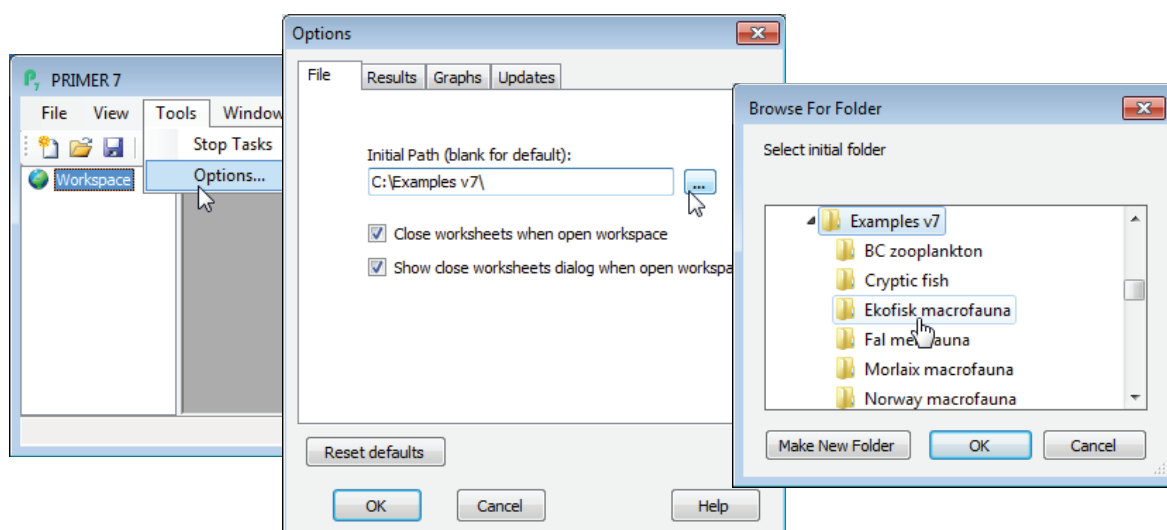 PRIMER 7
File View Tools Window
Stop Tasks
Workspace
Options...
Options
File Results Graphs Updates
Initial Path (blank for default):
C:\Examples v7\
...
Close worksheets when open workspace
Show close worksheets dialog when open workspa
Reset defaults
OK Cancel Help
Browse For Folder
Select initial folder
Examples v7
BC zooplankton
Cryptic fish
Ekofisk macrofauna
Fal
Morlaix macrofauna
Norway macrofauna
Make New Folder OK Cancel